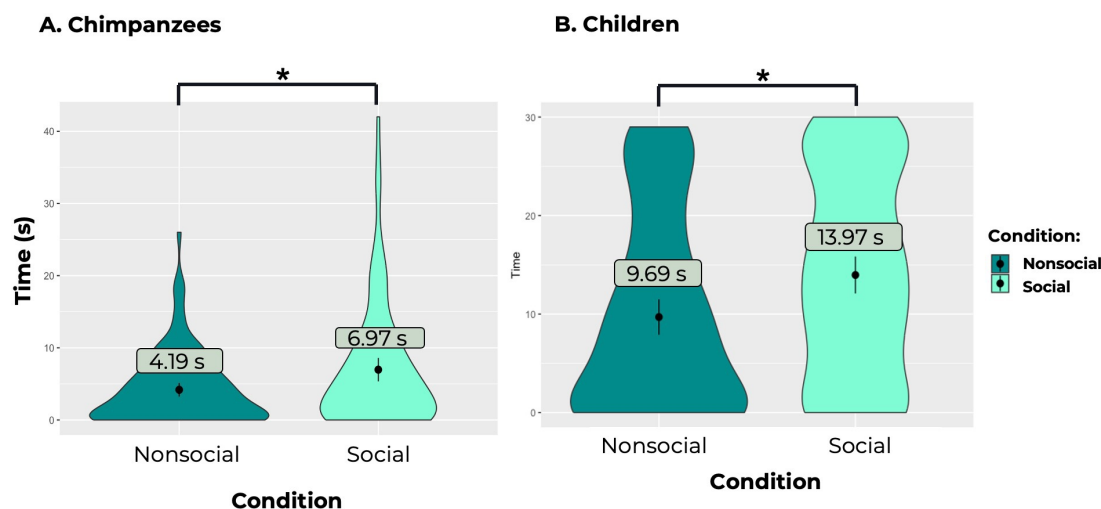 A. Chimpanzees
*
Time (s)
40
30
20
10
0
4.19 s
6.97 s
Nonsocial
Social
Condition
B. Children
*
Time
30
20
10
0
9.69 s
13.97 s
Nonsocial
Social
Condition
Condition:
Nonsocial
Social